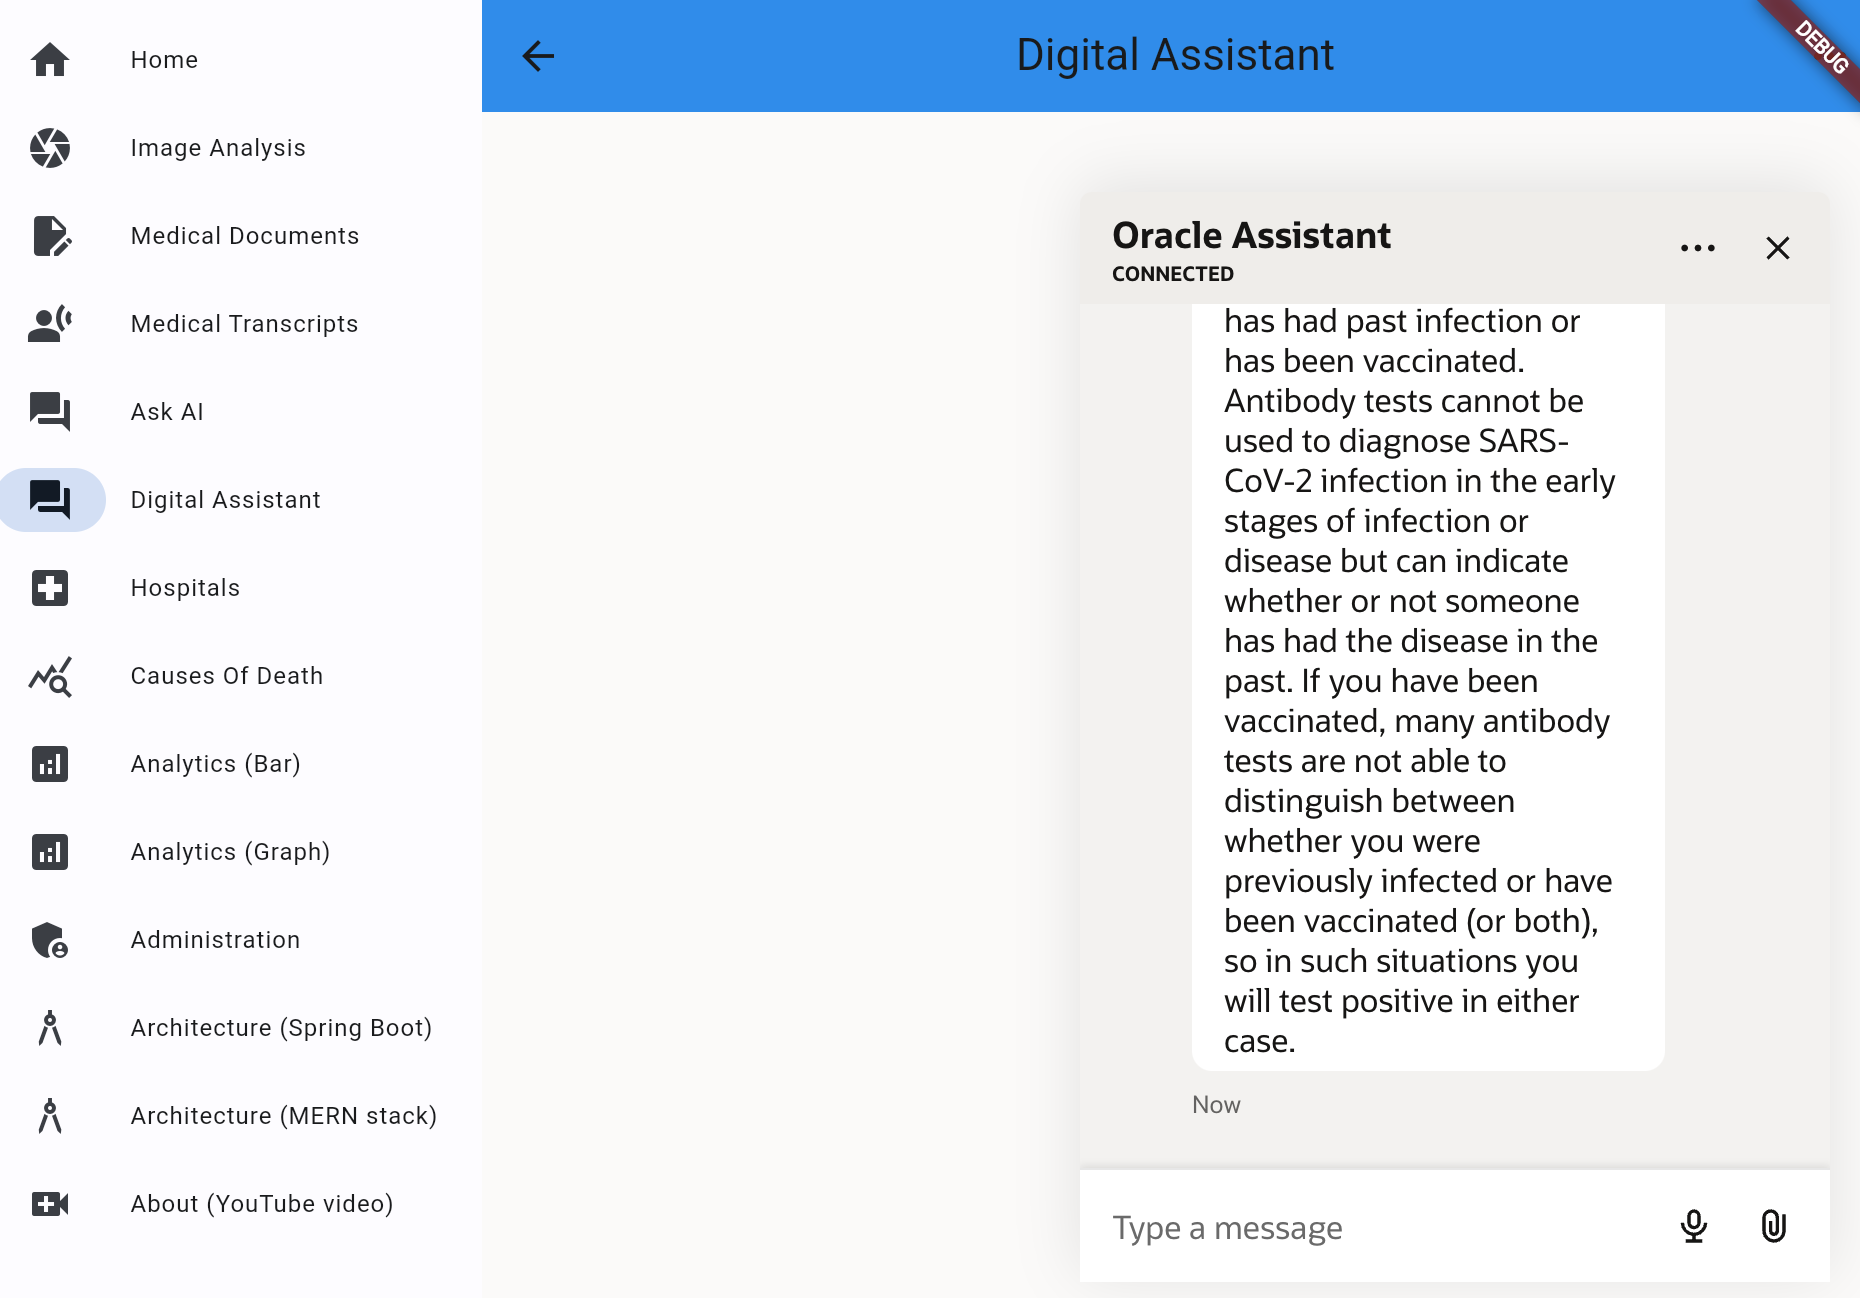 Home
Image Analysis
Medical Documents
Medical Transcripts
Ask AI
Digital Assistant
Hospitals
Causes Of Death
Analytics (Bar)
Analytics (Graph)
Administration
Architecture (Spring Boot)
Architecture (MERN stack)
About (YouTube video)
Digital Assistant
DEBUG
Oracle Assistant
CONNECTED
has had past infection or
has been vaccinated.
Antibody tests cannot be
used to diagnose SARS-
CoV-2 infection in the early
stages of infection or
disease but can indicate
whether or not someone
has had the disease in the
past. If you have been
vaccinated, many antibody
tests are not able to
distinguish between
whether you were
previously infected or have
been vaccinated (or both),
so in such situations you
will test positive in either
case.
Now
Type a message